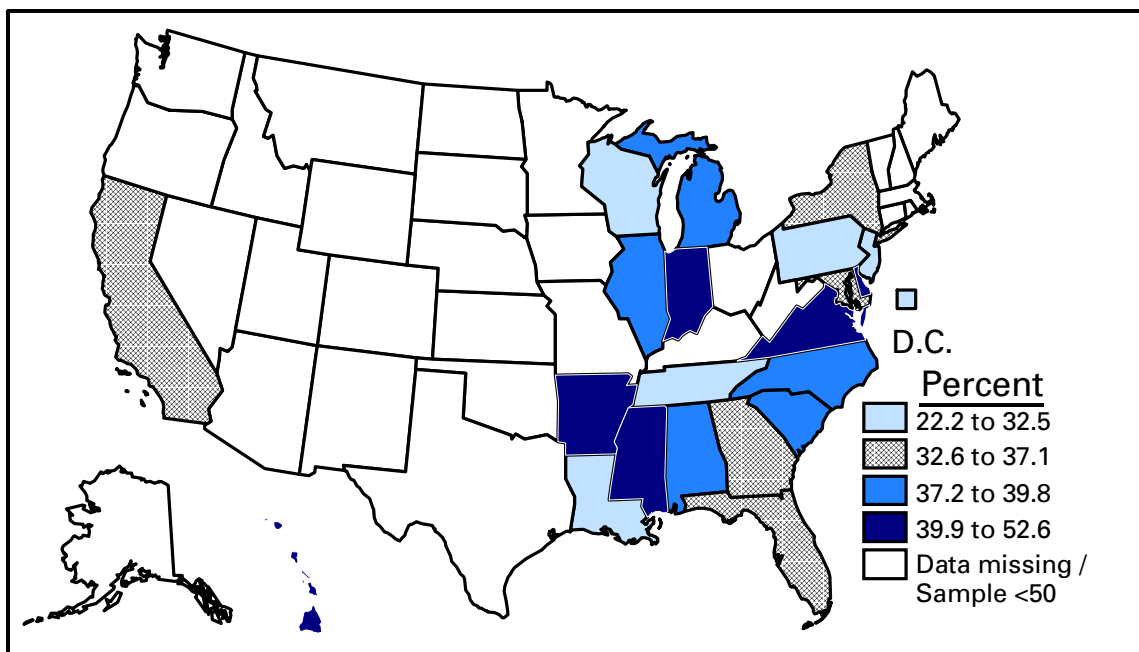 D.C.
Percent
22.2 to 32.5
32.6 to 37.1
37.2 to 39.8
39.9 to 52.6
Data missing /
Sample <50